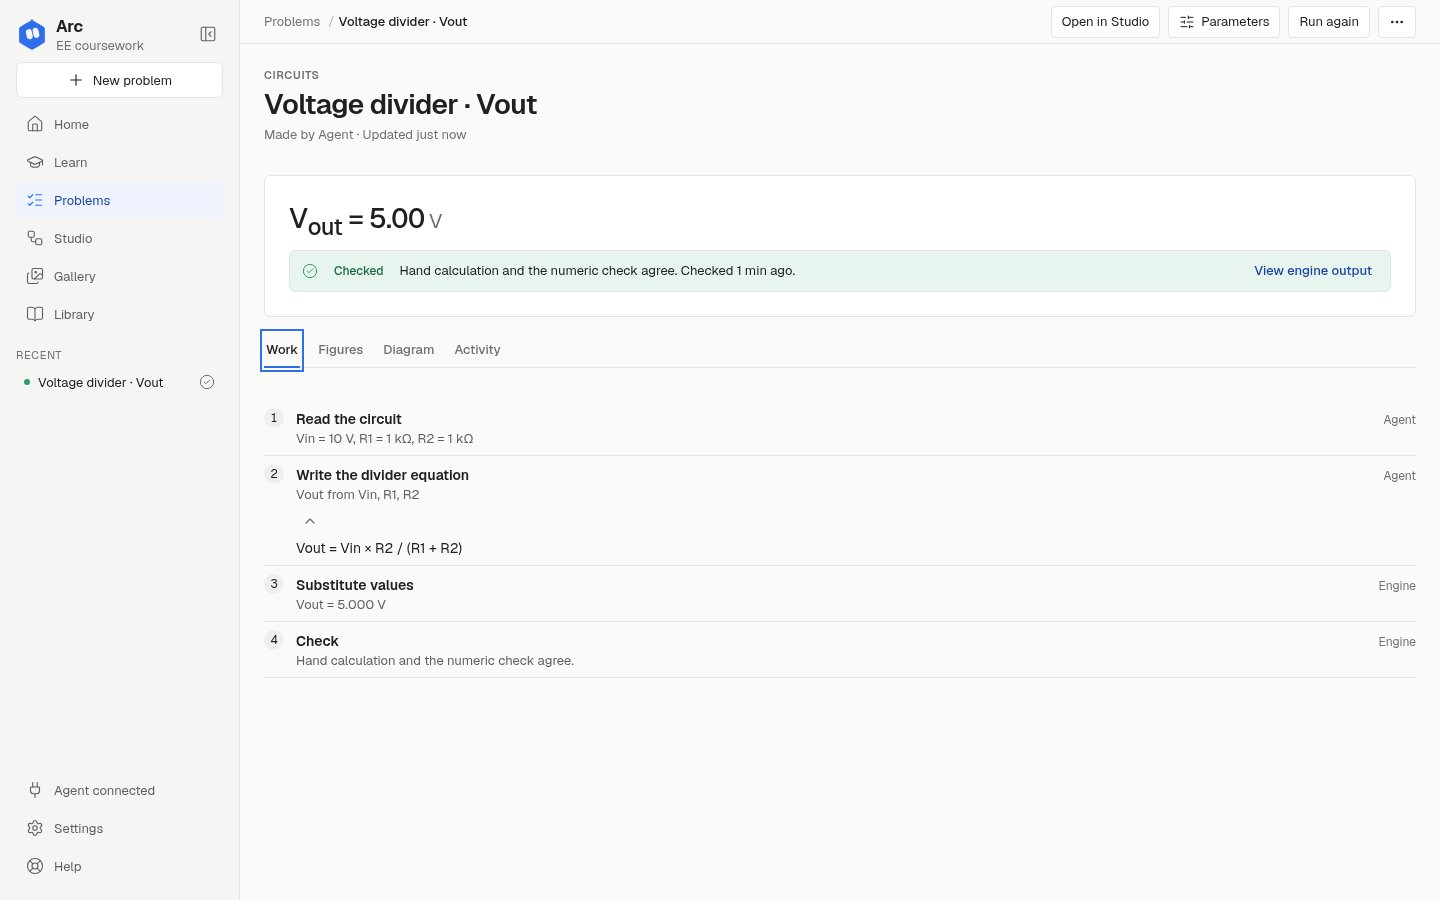 Arc
EE coursework
New problem
Home
Learn
Problems
Studio
Gallery
Library
RECENT
Voltage divider · Vout
Agent connected
Settings
Help
Problems / Voltage divider · Vout
Open in Studio
Parameters
Run again
CIRCUITS
Voltage divider · Vout
Made by Agent · Updated just now
Vout = 5.00 V
Checked Hand calculation and the numeric check agree. Checked 1 min ago. View engine output
Work Figures Diagram Activity
1 Read the circuit Agent
Vin = 10 V, R1 = 1 kΩ, R2 = 1 kΩ
2 Write the divider equation Agent
Vout from Vin, R1, R2
Vout = Vin × R2 / (R1 + R2)
3 Substitute values Engine
Vout = 5.000 V
4 Check Engine
Hand calculation and the numeric check agree.